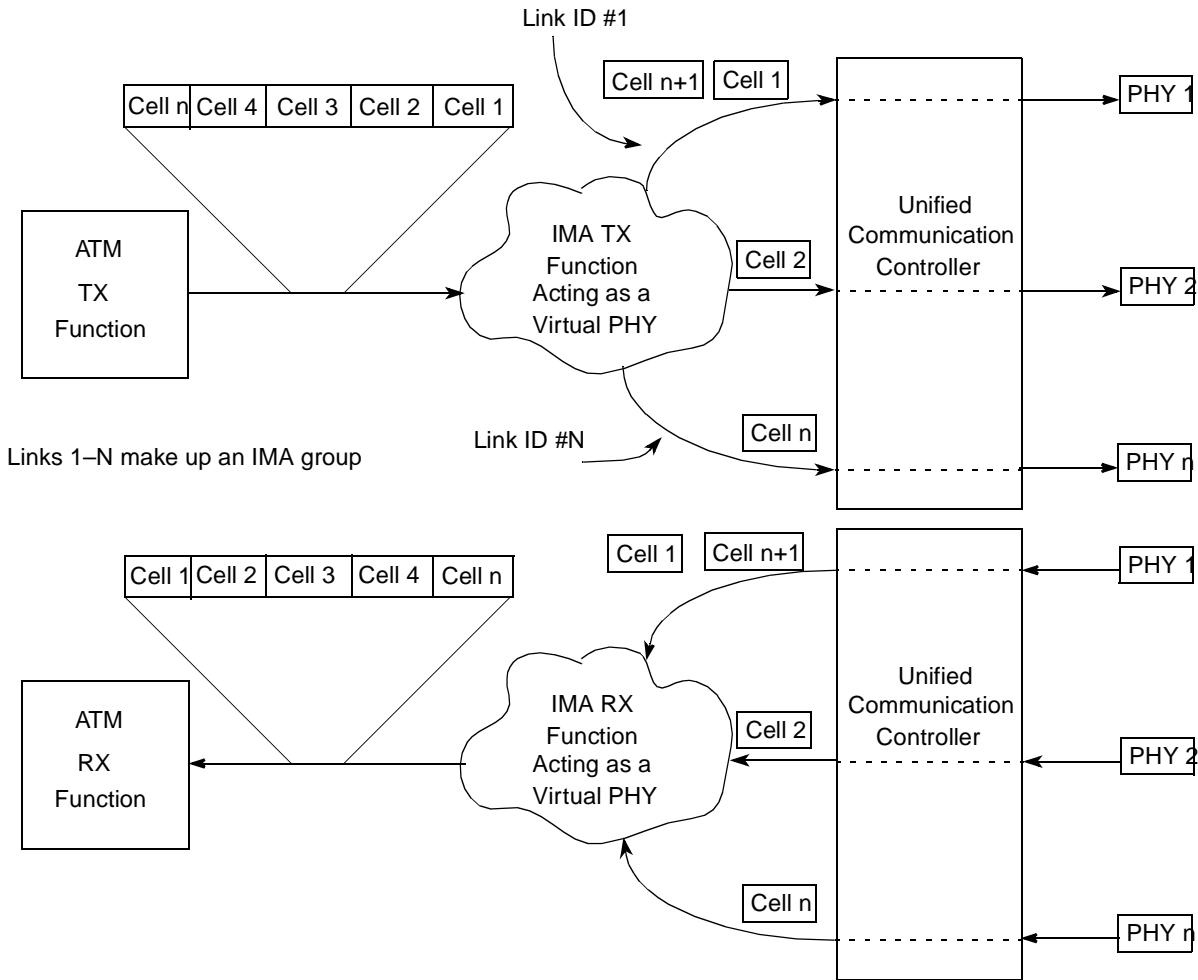 Link ID #1
Cell n+1 Cell 1
PHY 1
Cell n Cell 4 Cell 3 Cell 2 Cell 1
ATM
TX
Function
IMA TX
Function
Acting as a
Virtual PHY
Cell 2
Unified
Communication
Controller
PHY 2
Link ID #N
Cell n
PHY n
Links 1–N make up an IMA group
Cell 1 Cell n+1
PHY 1
Cell 1 Cell 2 Cell 3 Cell 4 Cell n
ATM
RX
Function
IMA RX
Function
Acting as a
Virtual PHY
Cell 2
Unified
Communication
Controller
PHY 2
Cell n
PHY n